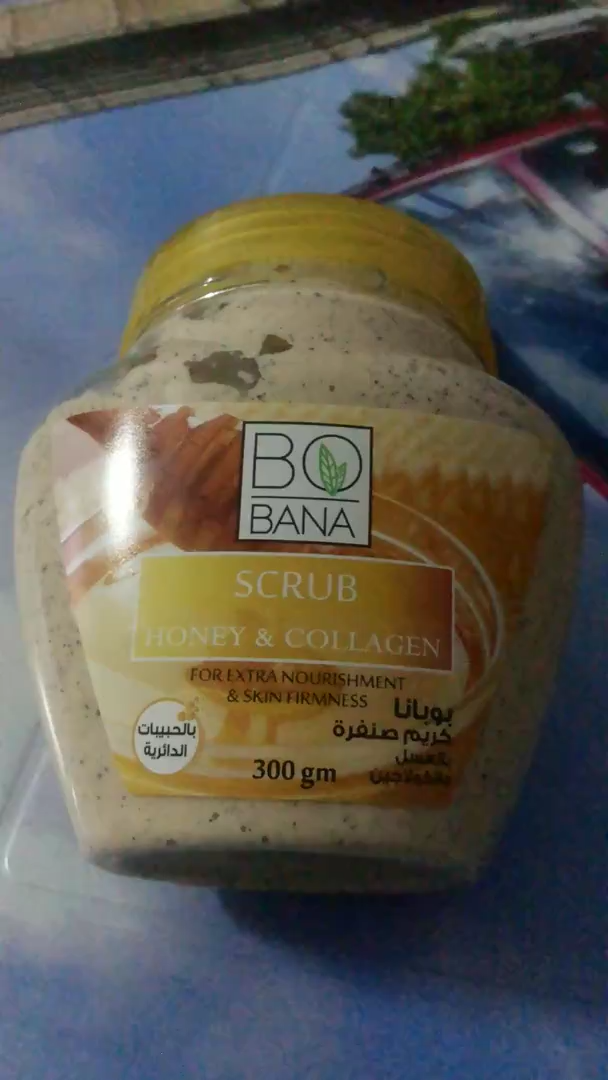 BO
BANA
SCRUB
HONEY & COLLAGEN
FOR EXTRA NOURISHMENT
& SKIN FIRMNESS
بوبانا
كريم صنفرة
بالعسل
والكولاجين
بالحبيبات
الدائرية
300 gm